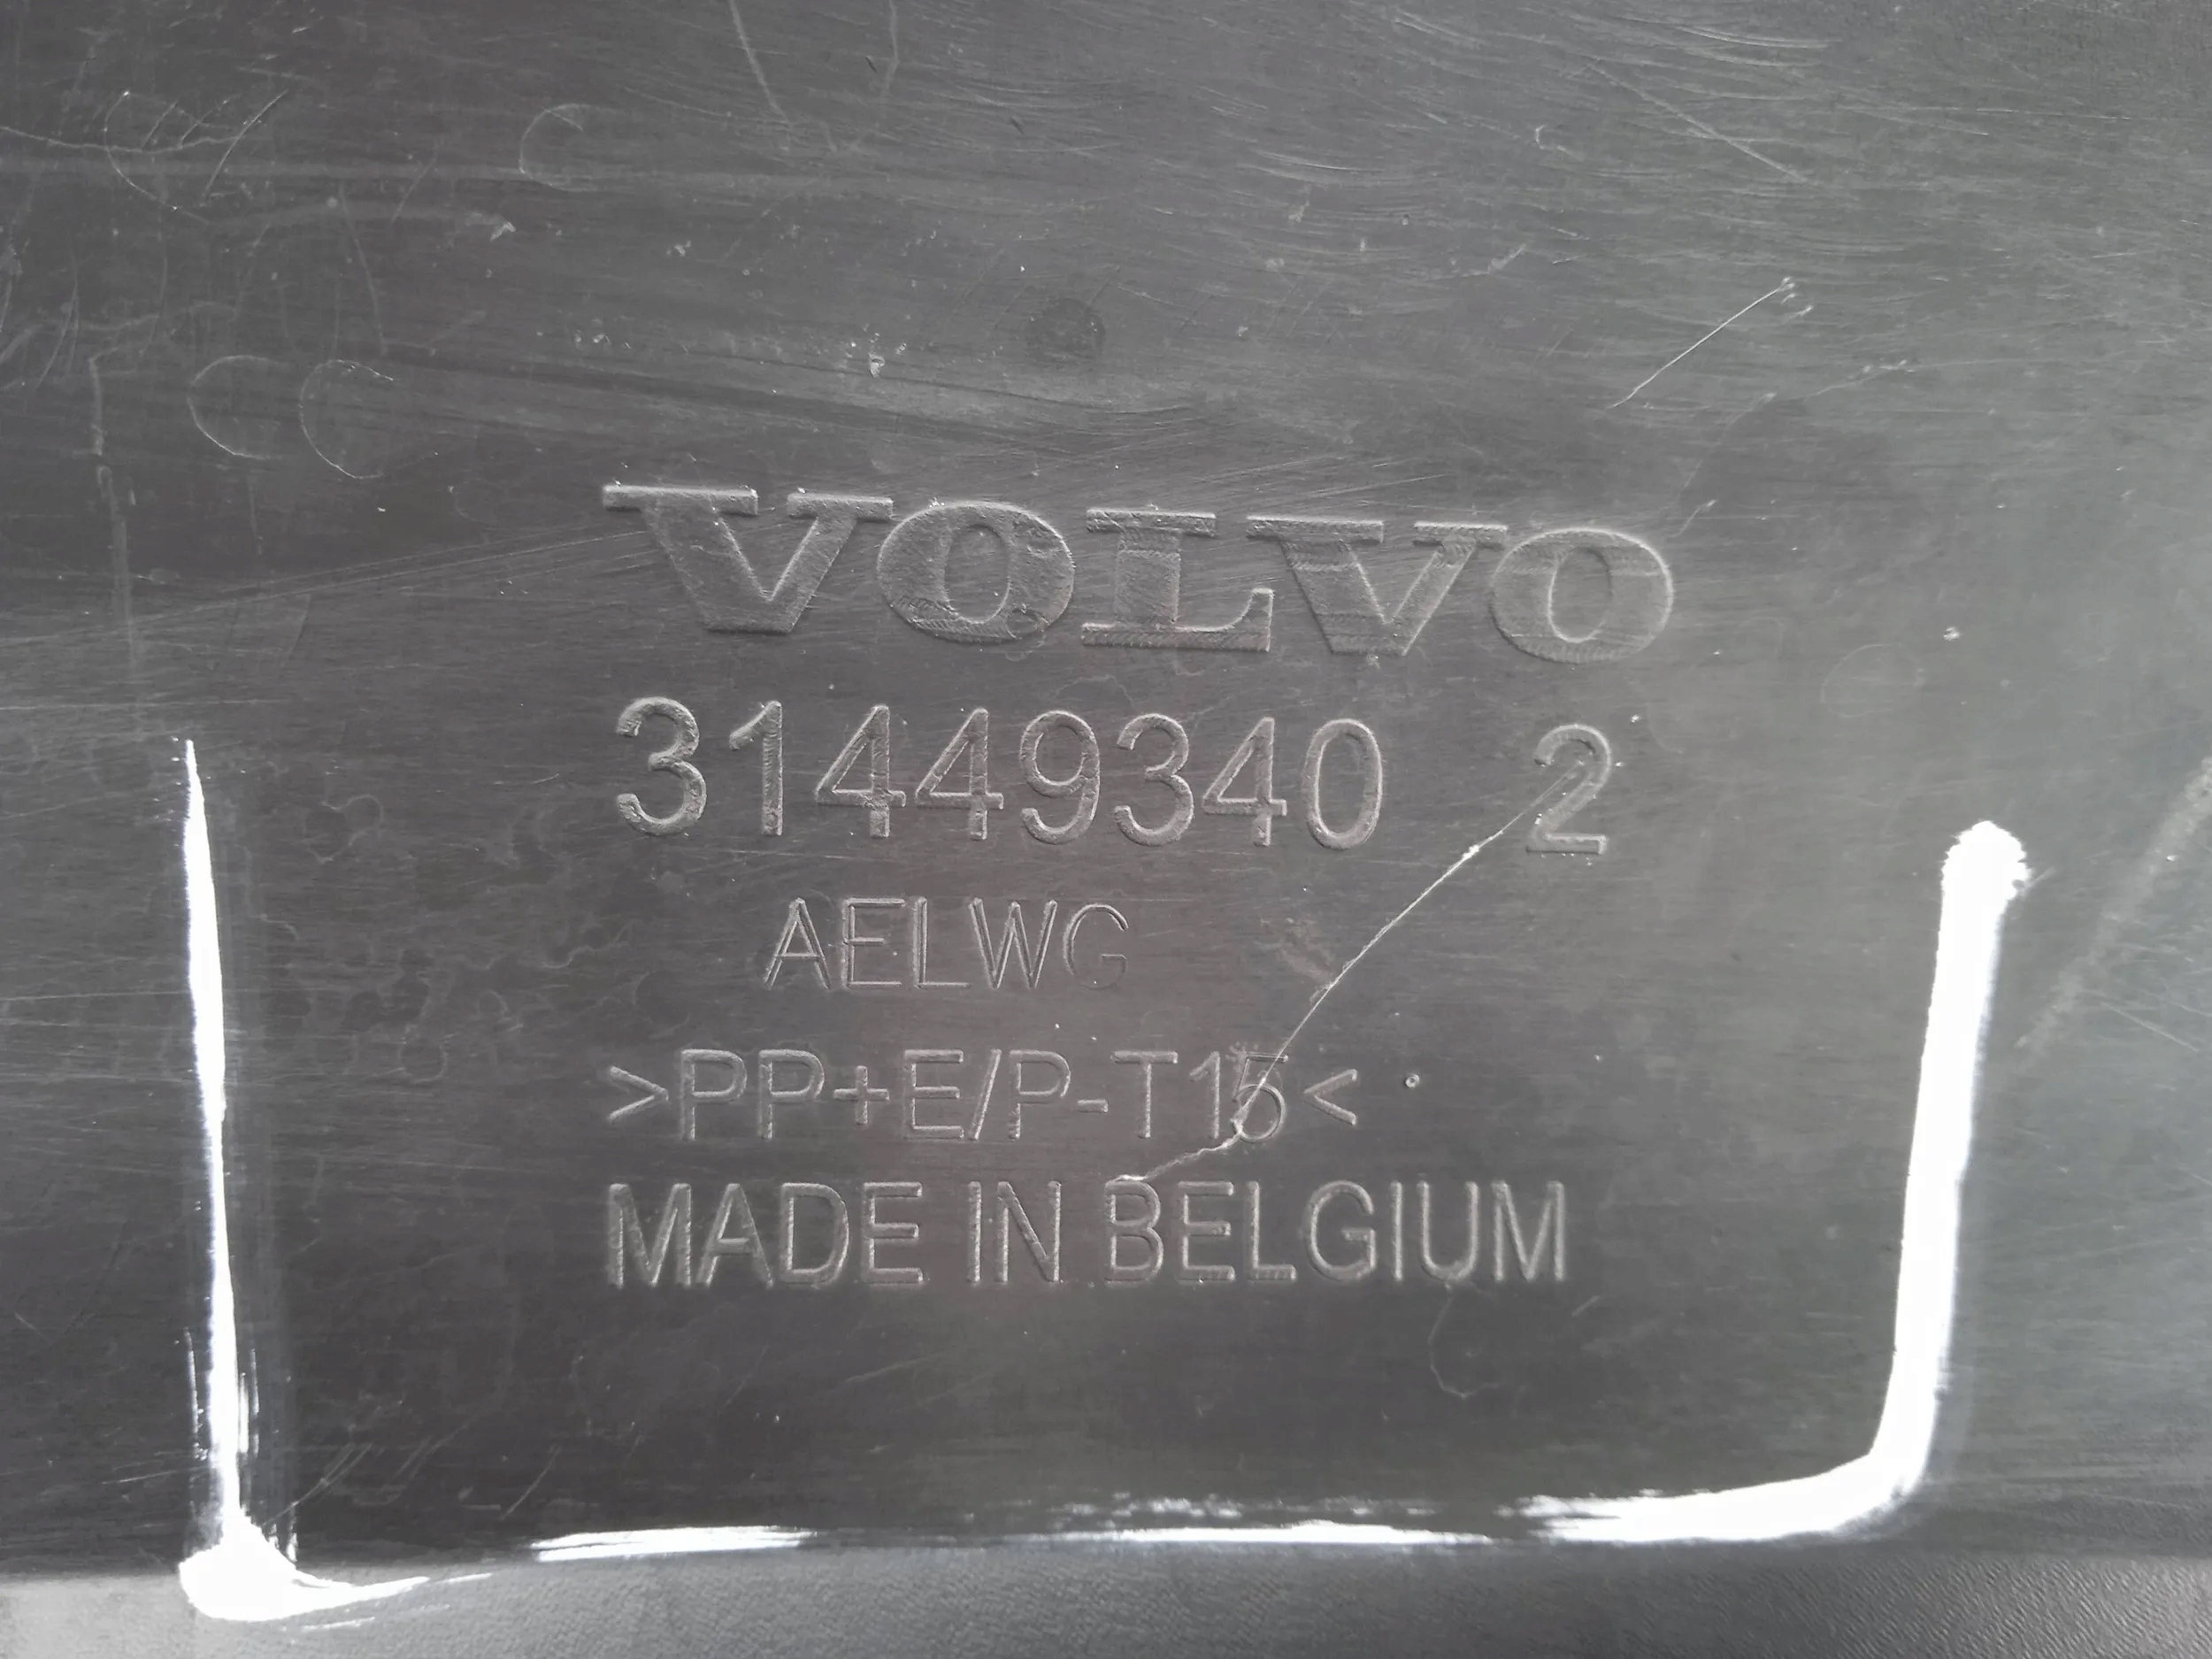 VOLVO
31449340 2
AELWG
>PP+E/P-T15<
MADE IN BELGIUM